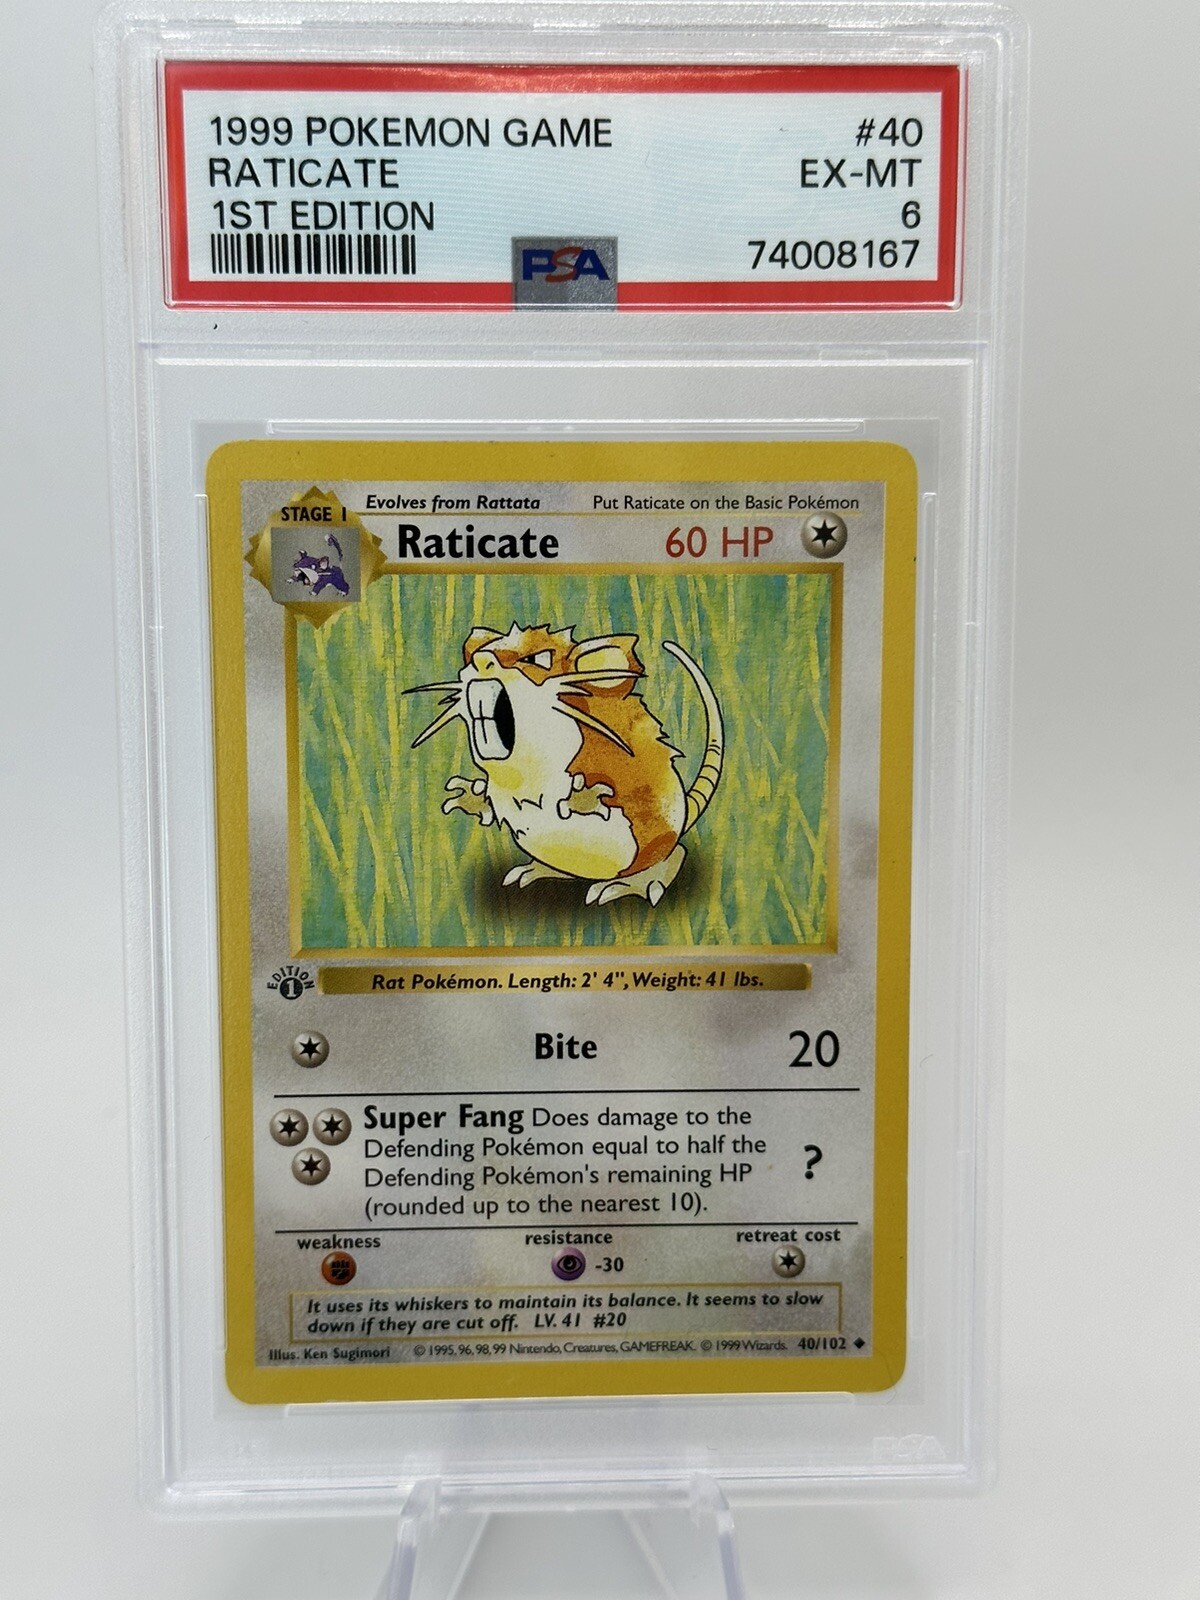 1999 POKEMON GAME #40
RATICATE EX-MT
1ST EDITION 6
PSA 74008167
Evolves from Rattata Put Raticate on the Basic Pokémon
STAGE 1
Raticate 60 HP
EDITION 1
Rat Pokémon. Length: 2' 4", Weight: 41 lbs.
Bite 20
Super Fang Does damage to the
Defending Pokémon equal to half the
Defending Pokémon's remaining HP
(rounded up to the nearest 10).
?
weakness resistance retreat cost
-30
It uses its whiskers to maintain its balance. It seems to slow
down if they are cut off. LV. 41 #20
Illus. Ken Sugimori © 1995, 96, 98, 99 Nintendo, Creatures, GAMEFREAK. © 1999 Wizards. 40/102
PSA